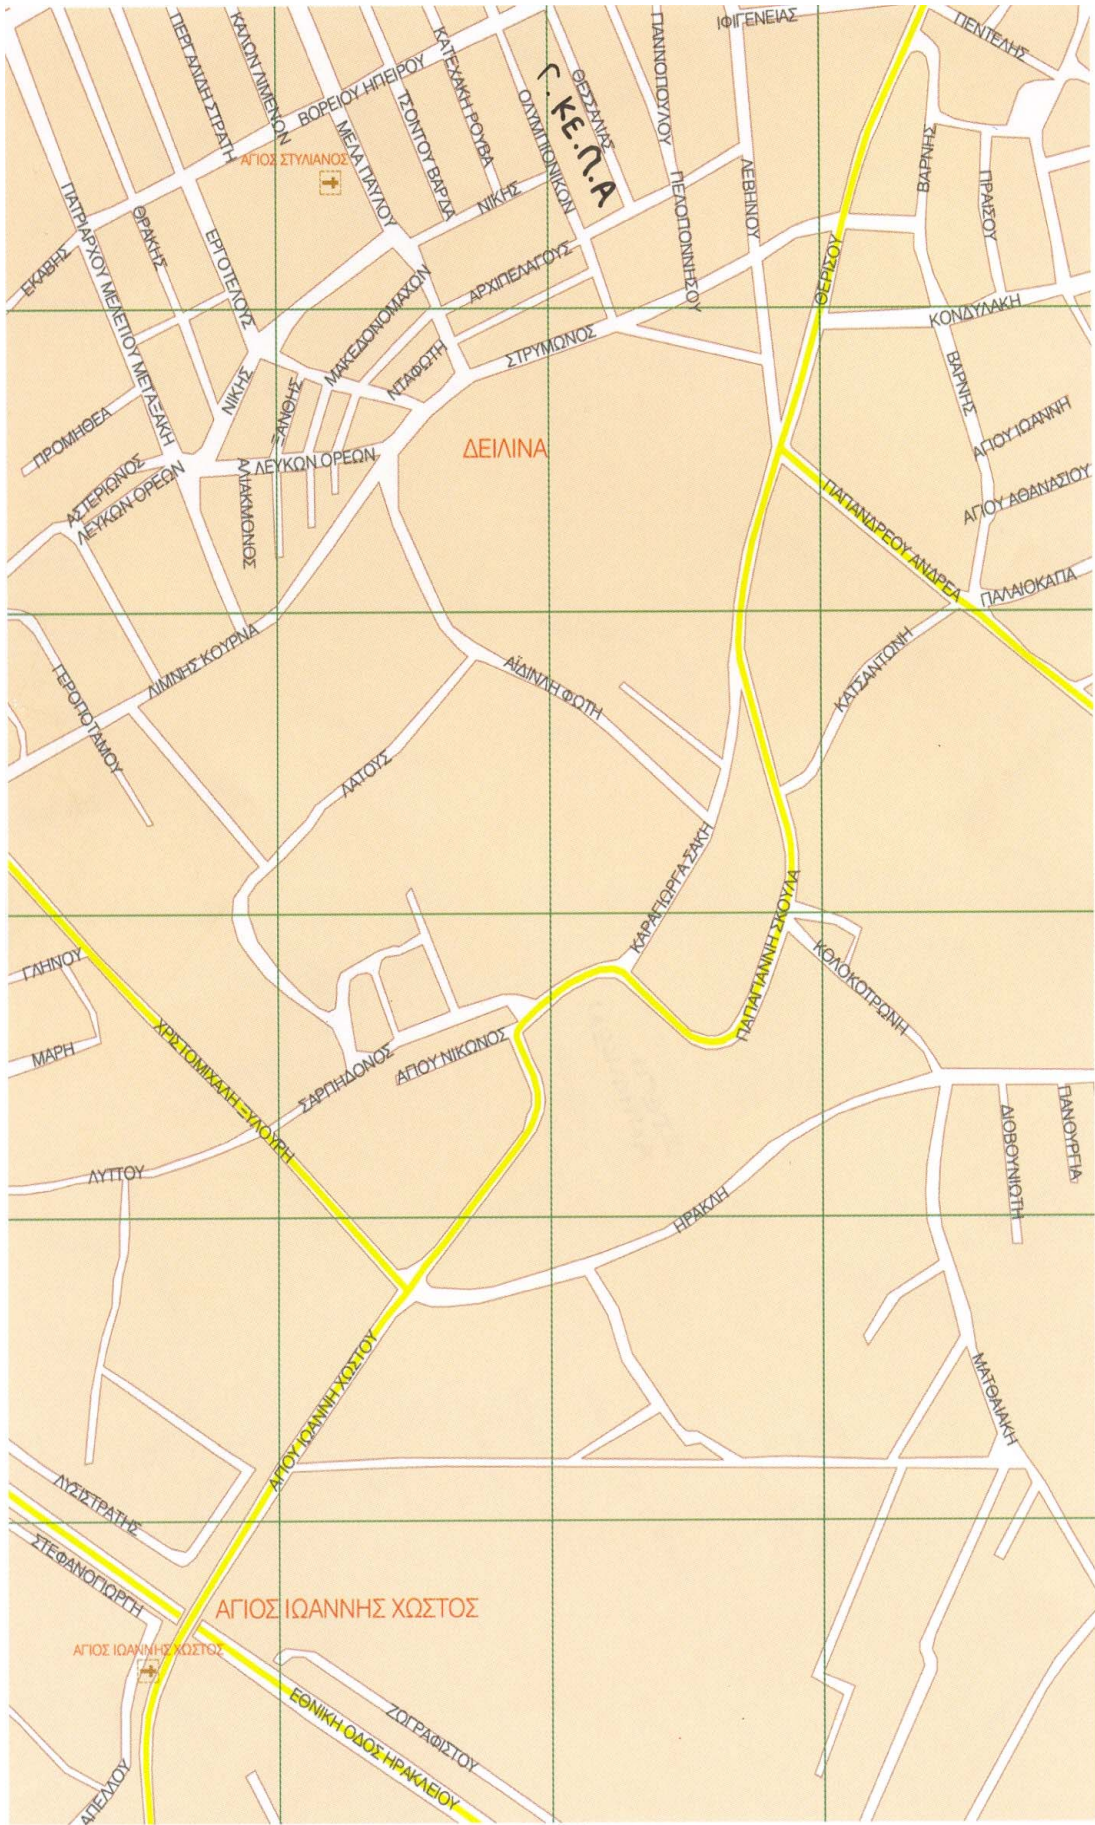 ΠΕΡΓΑΛΙΔΗ ΣΤΡΑΤΗ
ΚΑΛΩΝ ΛΙΜΕΝΩΝ
ΒΟΡΕΙΟΥ ΗΠΕΙΡΟΥ
ΚΑΤΕΧΑΚΗ ΡΟΥΒΑ
ΤΣΟΝΤΟΥ ΒΑΡΔΑ
ΜΕΛΑ ΠΑΥΛΟΥ
ΟΛΥΜΠΙΟΝΙΚΩΝ
ΘΕΣΣΑΛΙΑΣ
Γ. ΚΕ.Π.Α
ΓΙΑΝΝΟΠΟΥΛΟΥ
ΙΦΙΓΕΝΕΙΑΣ
ΠΕΝΤΕΛΗΣ
ΒΑΡΝΗΣ
ΠΡΑΙΣΟΥ
ΑΓΙΟΣ ΣΤΥΛΙΑΝΟΣ
ΝΙΚΗΣ
ΠΕΛΟΠΟΝΝΗΣΟΥ
ΛΕΒΗΝΟΥ
ΘΕΡΙΣΟΥ
ΕΚΑΒΗΣ
ΠΑΤΡΙΑΡΧΟΥ ΜΕΛΕΤΙΟΥ ΜΕΤΑΞΑΚΗ
ΘΡΑΚΗΣ
ΕΡΓΟΤΕΛΟΥΣ
ΑΡΧΙΠΕΛΑΓΟΥΣ
ΜΑΚΕΔΟΝΟΜΑΧΩΝ
ΚΟΝΔΥΛΑΚΗ
ΣΤΡΥΜΩΝΟΣ
ΝΤΑΦΩΤΗ
ΝΙΚΗΣ
ΞΑΝΘΗΣ
ΒΑΡΝΗΣ
ΑΓΙΟΥ ΙΩΑΝΝΗ
ΠΡΟΜΗΘΕΑ
ΔΕΙΛΙΝΑ
ΛΕΥΚΩΝ ΟΡΕΩΝ
ΑΣΤΕΡΙΩΝΟΣ
ΛΕΥΚΩΝ ΟΡΕΩΝ
ΑΛΙΑΚΜΟΝΟΣ
ΑΓΙΟΥ ΑΘΑΝΑΣΙΟΥ
ΠΑΠΑΝΔΡΕΟΥ ΑΝΔΡΕΑ
ΠΑΛΑΙΟΚΑΠΑ
ΛΙΜΝΗΣ ΚΟΥΡΝΑ
ΓΕΡΟΠΟΤΑΜΟΥ
ΑΪΔΙΝΛΗ ΦΩΤΗ
ΚΑΤΣΑΝΤΩΝΗ
ΛΑΤΟΥΣ
ΚΑΡΑΓΙΩΡΓΑ ΣΑΚΗ
ΠΑΠΑΓΙΑΝΝΗ ΣΚΟΥΛΑ
ΚΟΛΟΚΟΤΡΩΝΗ
ΓΛΗΝΟΥ
ΜΑΡΗ
ΧΡΙΣΤΟΜΙΧΑΛΗ ΞΥΛΟΥΡΗ
ΣΑΡΠΗΔΟΝΟΣ
ΑΓΙΟΥ ΝΙΚΩΝΟΣ
ΔΙΟΒΟΥΝΙΩΤΗ
ΠΑΝΟΥΡΓΙΑ
ΛΥΤΤΟΥ
ΗΡΑΚΛΗ
ΜΑΤΘΑΙΑΚΗ
ΑΓΙΟΥ ΙΩΑΝΝΗ ΧΩΣΤΟΥ
ΛΥΣΙΣΤΡΑΤΗΣ
ΣΤΕΦΑΝΟΓΙΩΡΓΗ
ΑΓΙΟΣ ΙΩΑΝΝΗΣ ΧΩΣΤΟΣ
ΑΓΙΟΣ ΙΩΑΝΝΗΣ ΧΩΣΤΟΣ
ΕΘΝΙΚΗ ΟΔΟΣ ΗΡΑΚΛΕΙΟΥ
ΖΩΓΡΑΦΙΣΤΟΥ
ΑΠΕΛΛΟΥ